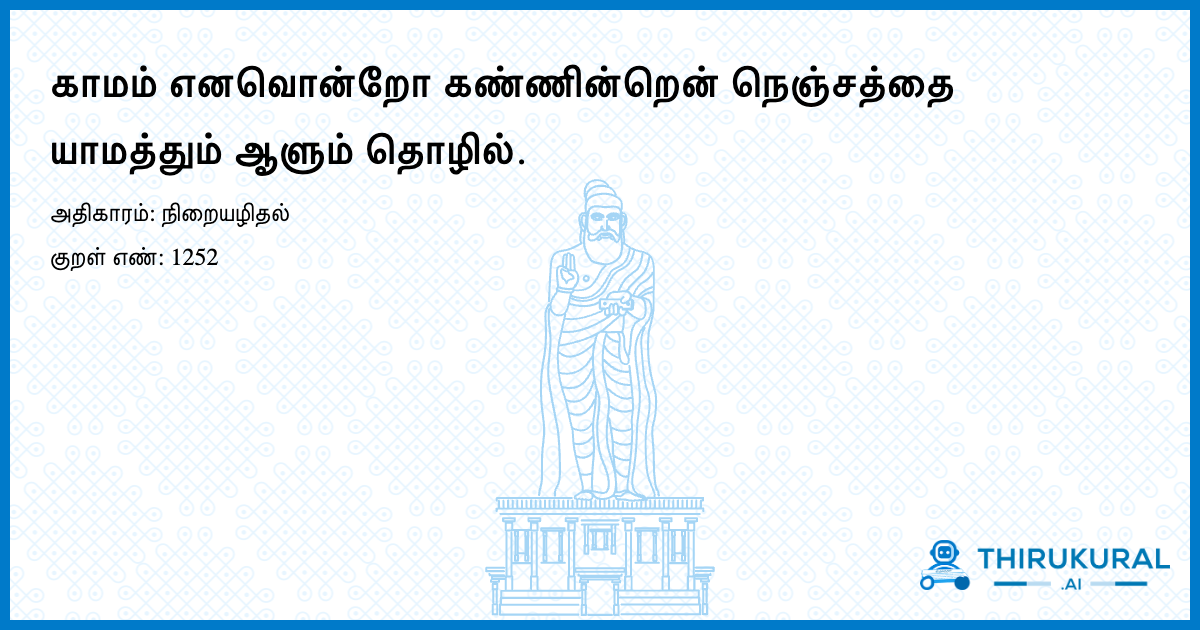 காமம் எனவொன்றோ கண்ணின்றென் நெஞ்சத்தை
யாமத்தும் ஆளும் தொழில்.
அதிகாரம்: நிறையழிதல்
குறள் எண்: 1252
THIRUKURAL
.AI